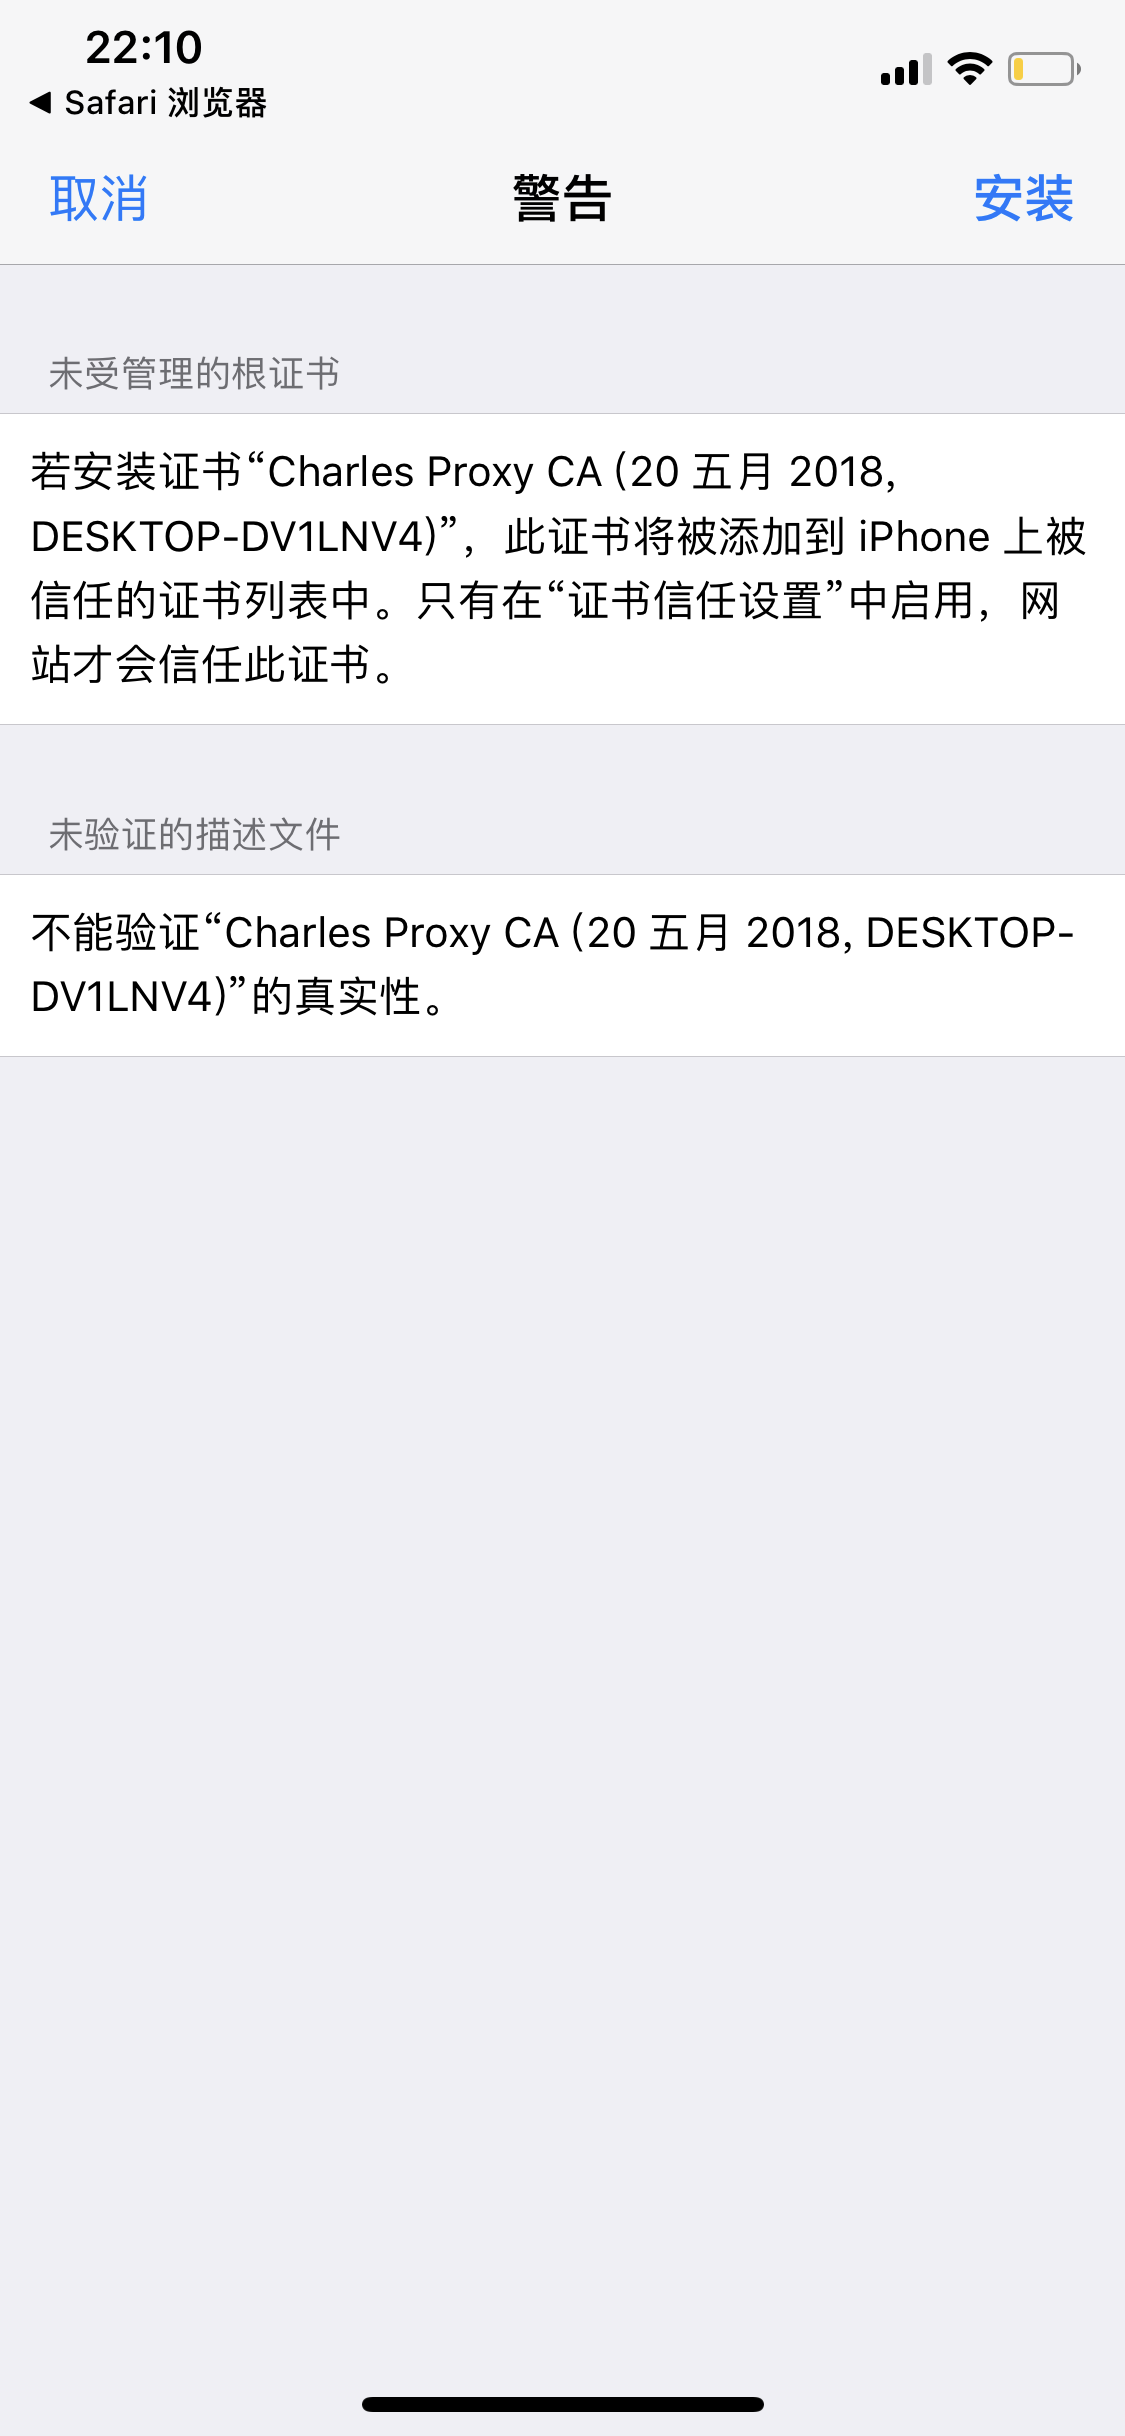 22:10
◀ Safari 浏览器
取消 警告 安装
未受管理的根证书
若安装证书“Charles Proxy CA (20 五月 2018,
DESKTOP-DV1LNV4)”，此证书将被添加到 iPhone 上被
信任的证书列表中。只有在“证书信任设置”中启用，网
站才会信任此证书。
未验证的描述文件
不能验证“Charles Proxy CA (20 五月 2018, DESKTOP-
DV1LNV4)”的真实性。